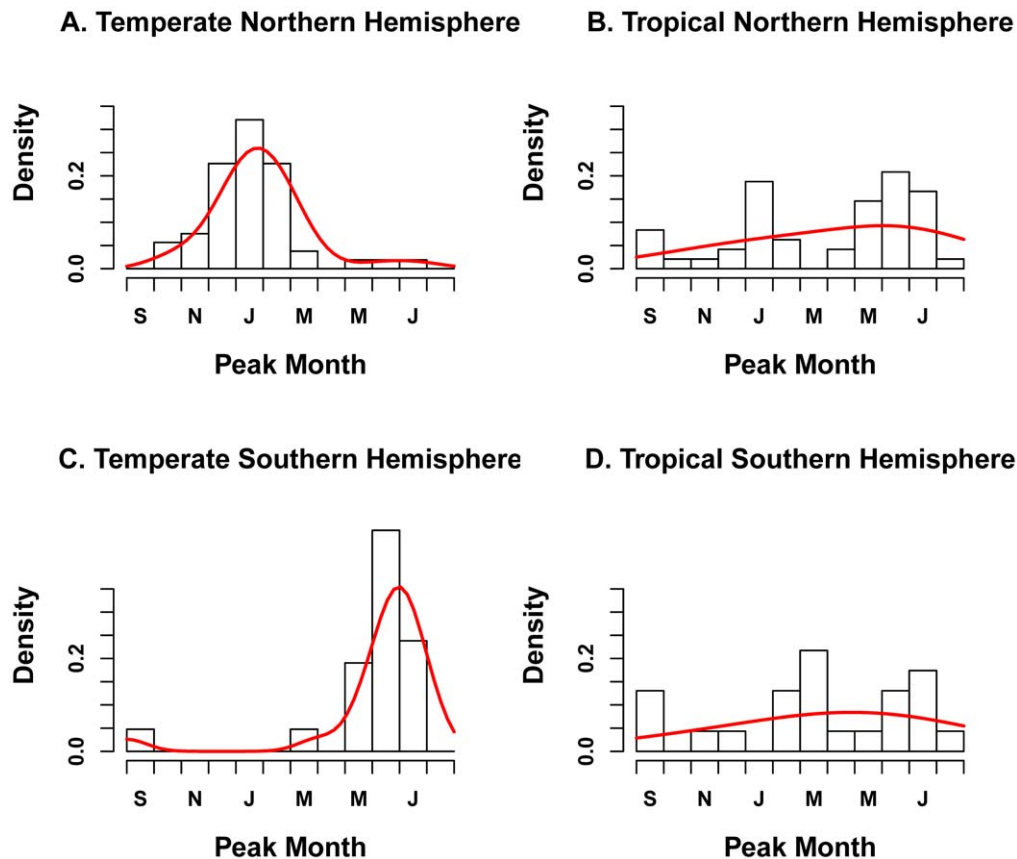 A. Temperate Northern Hemisphere
Density
0.2
0.0
S N J M M J
Peak Month
B. Tropical Northern Hemisphere
Density
0.2
0.0
S N J M M J
Peak Month
C. Temperate Southern Hemisphere
Density
0.2
0.0
S N J M M J
Peak Month
D. Tropical Southern Hemisphere
Density
0.2
0.0
S N J M M J
Peak Month